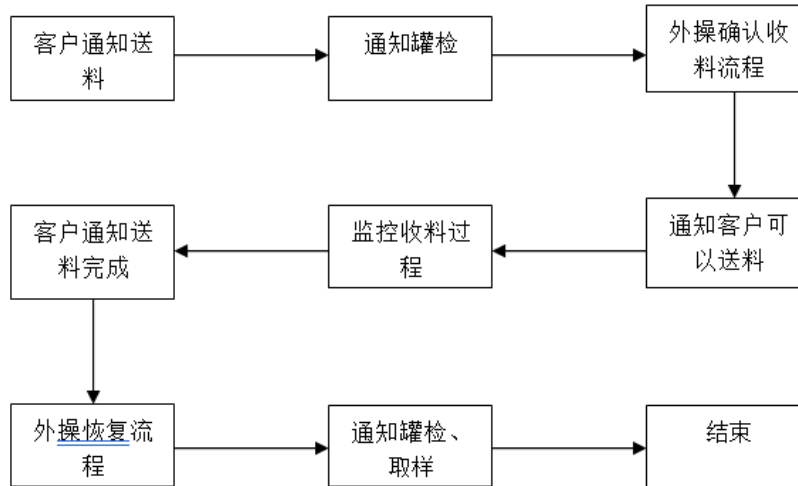 客户通知送
料
通知罐检
外操确认收
料流程
通知客户可
以送料
监控收料过
程
客户通知送
料完成
外操恢复流
程
通知罐检、
取样
结束